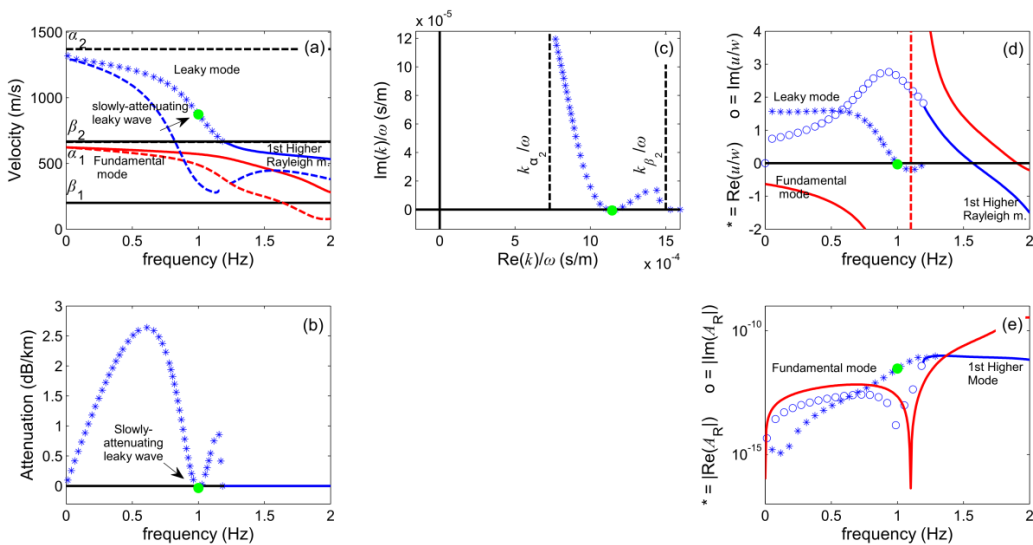 1500
1000
500
0
Velocity (m/s)
α₂
β₂
α₁
β₁
(a)
Leaky mode
slowly-attenuating
leaky wave
Fundamental
mode
1st Higher
Rayleigh m.
0 0.5 1 1.5 2
frequency (Hz)
× 10⁻⁵
12
10
8
6
4
2
0
Im(k)/ω (s/m)
(c)
k_α₂/ω
k_β₂/ω
0 5 10 15
Re(k)/ω (s/m)
× 10⁻⁴
4
3
2
1
0
-1
-2
* = Re(u/w) o = Im(u/w)
(d)
Leaky mode
Fundamental
mode
1st Higher
Rayleigh m.
0 0.5 1 1.5 2
frequency (Hz)
3
2.5
2
1.5
1
0.5
0
Attenuation (dB/km)
(b)
Slowly-
attenuating
leaky wave
0 0.5 1 1.5 2
frequency (Hz)
10⁻¹⁰
10⁻¹⁵
* = |Re(A_R)| o = |Im(A_R)|
(e)
Fundamental mode
1st Higher
Mode
0 0.5 1 1.5 2
frequency (Hz)